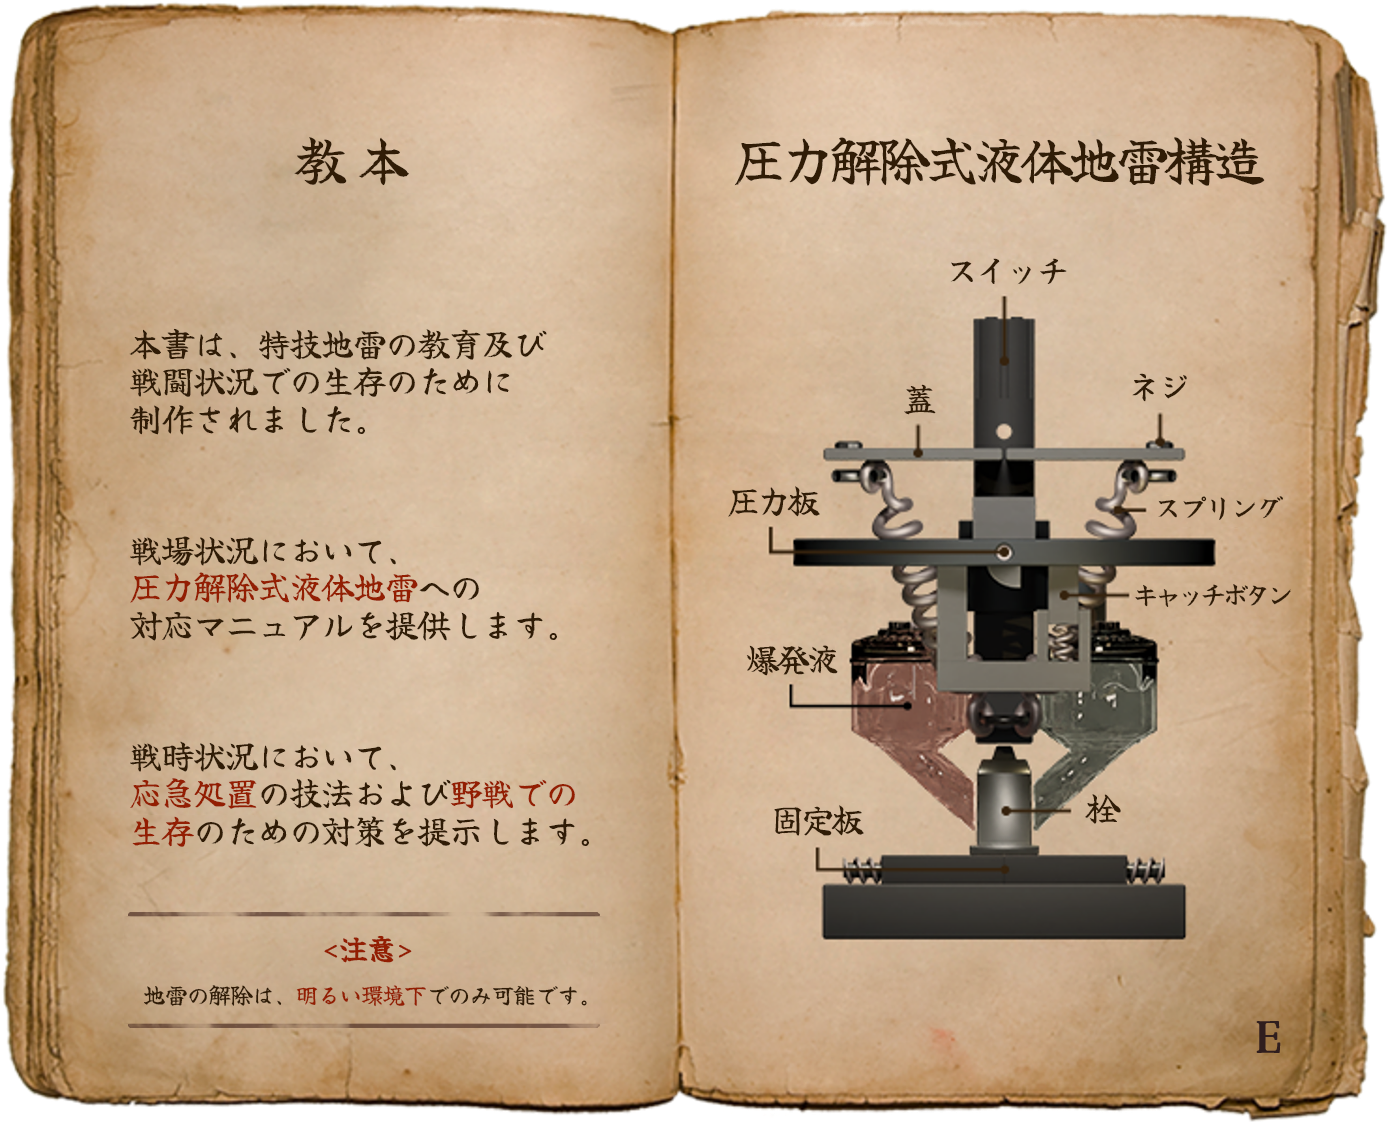 教本
本書は、特技地雷の教育及び
戦闘状況での生存のために
制作されました。
戦場状況において、
圧力解除式液体地雷への
対応マニュアルを提供します。
戦時状況において、
応急処置の技法および野戦での
生存のための対策を提示します。
<注意>
地雷の解除は、明るい環境下でのみ可能です。
圧力解除式液体地雷構造
スイッチ
蓋
ネジ
圧力板
スプリング
キャッチボタン
爆発液
栓
固定板
E